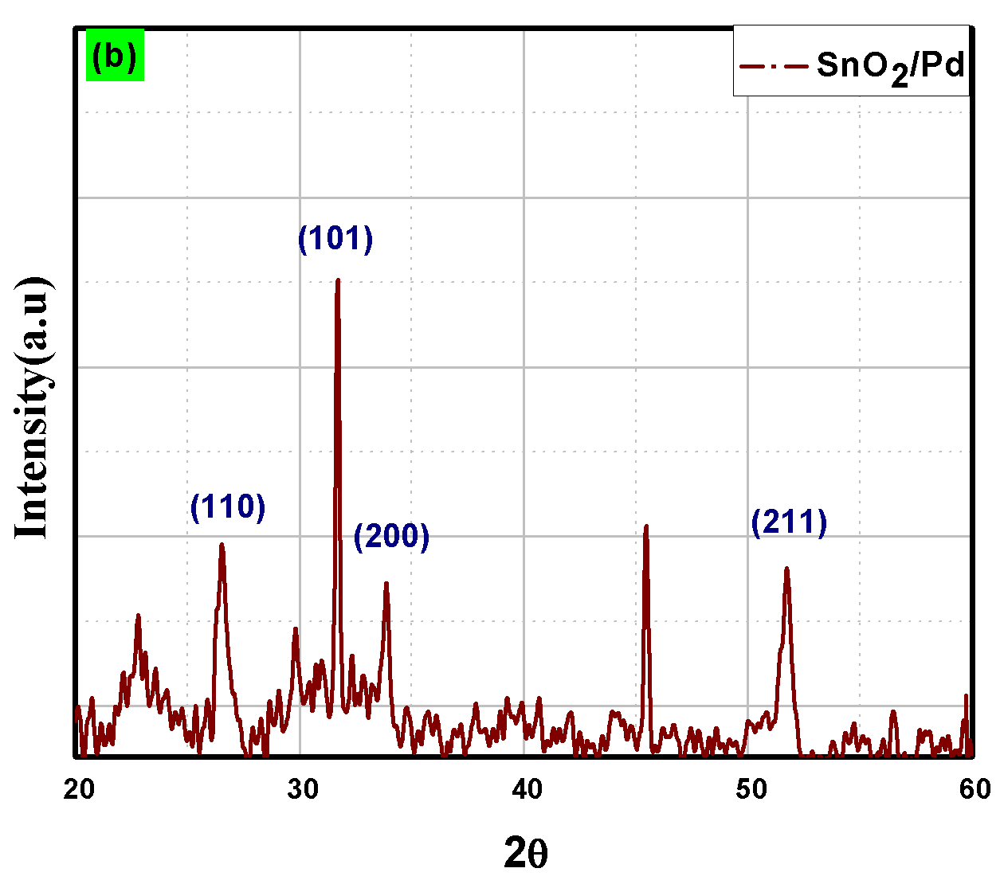 (b)
SnO₂/Pd
(101)
(110)
(200)
(211)
Intensity(a.u)
20 30 40 50 60
2θ